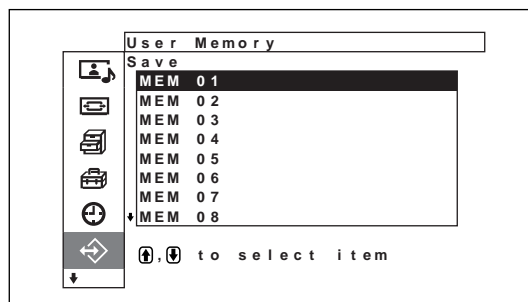 User Memory
Save
MEM 01
MEM 02
MEM 03
MEM 04
MEM 05
MEM 06
MEM 07
MEM 08
↑,↓ to select item